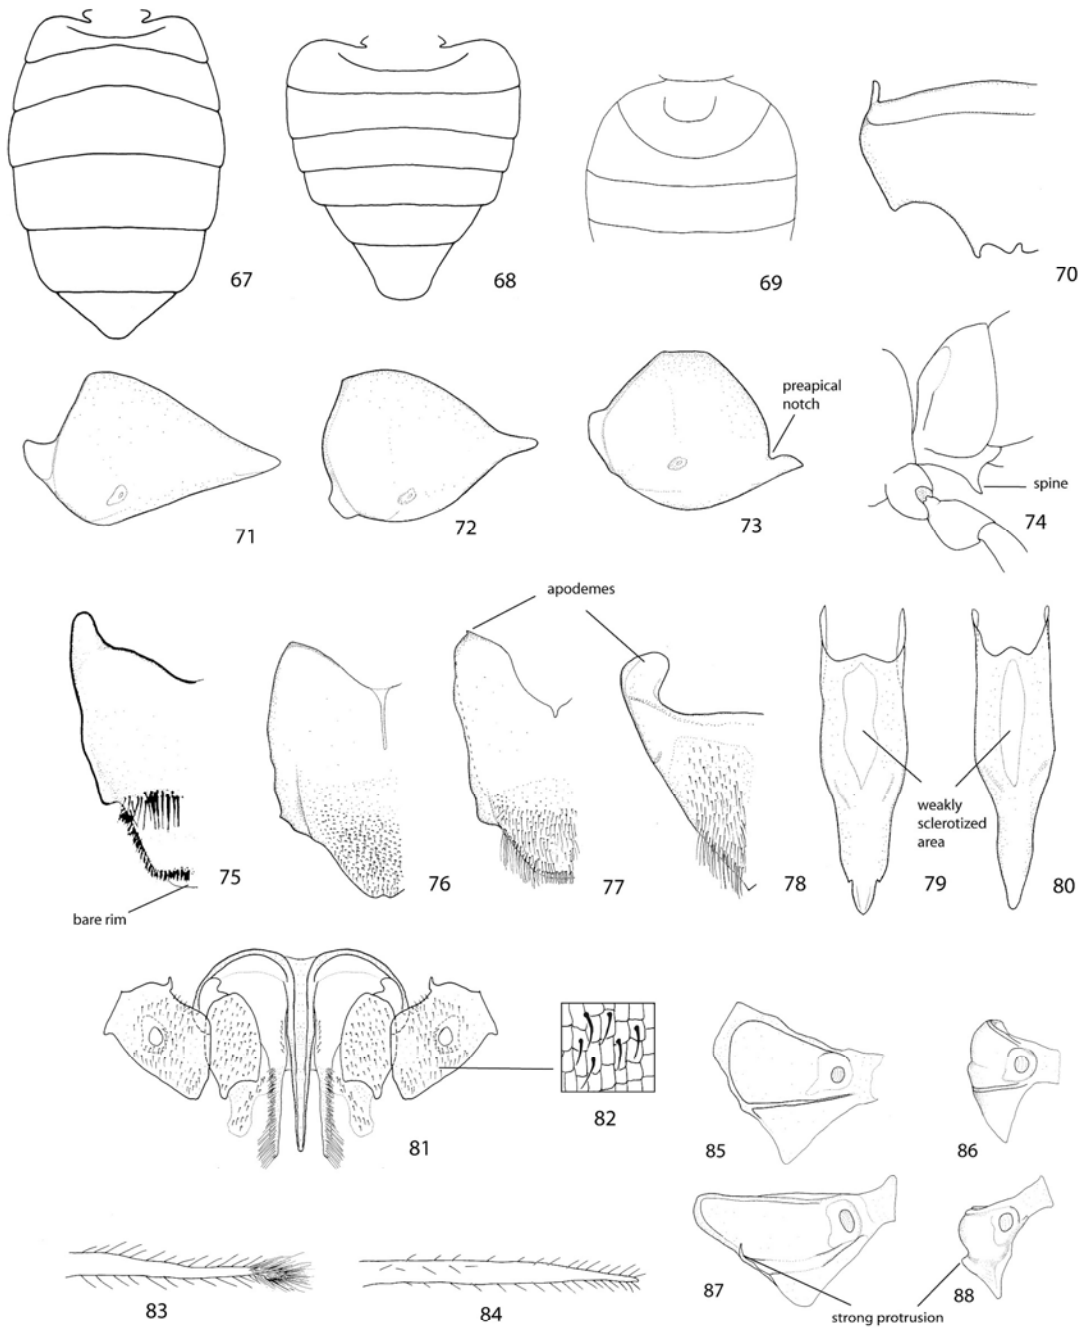 67
68
69
70
71
72
preapical
notch
73
spine
74
apodemes
75
bare rim
76
77
78
weakly
sclerotized
area
79
80
81
82
83
84
85
86
87
88
strong protrusion